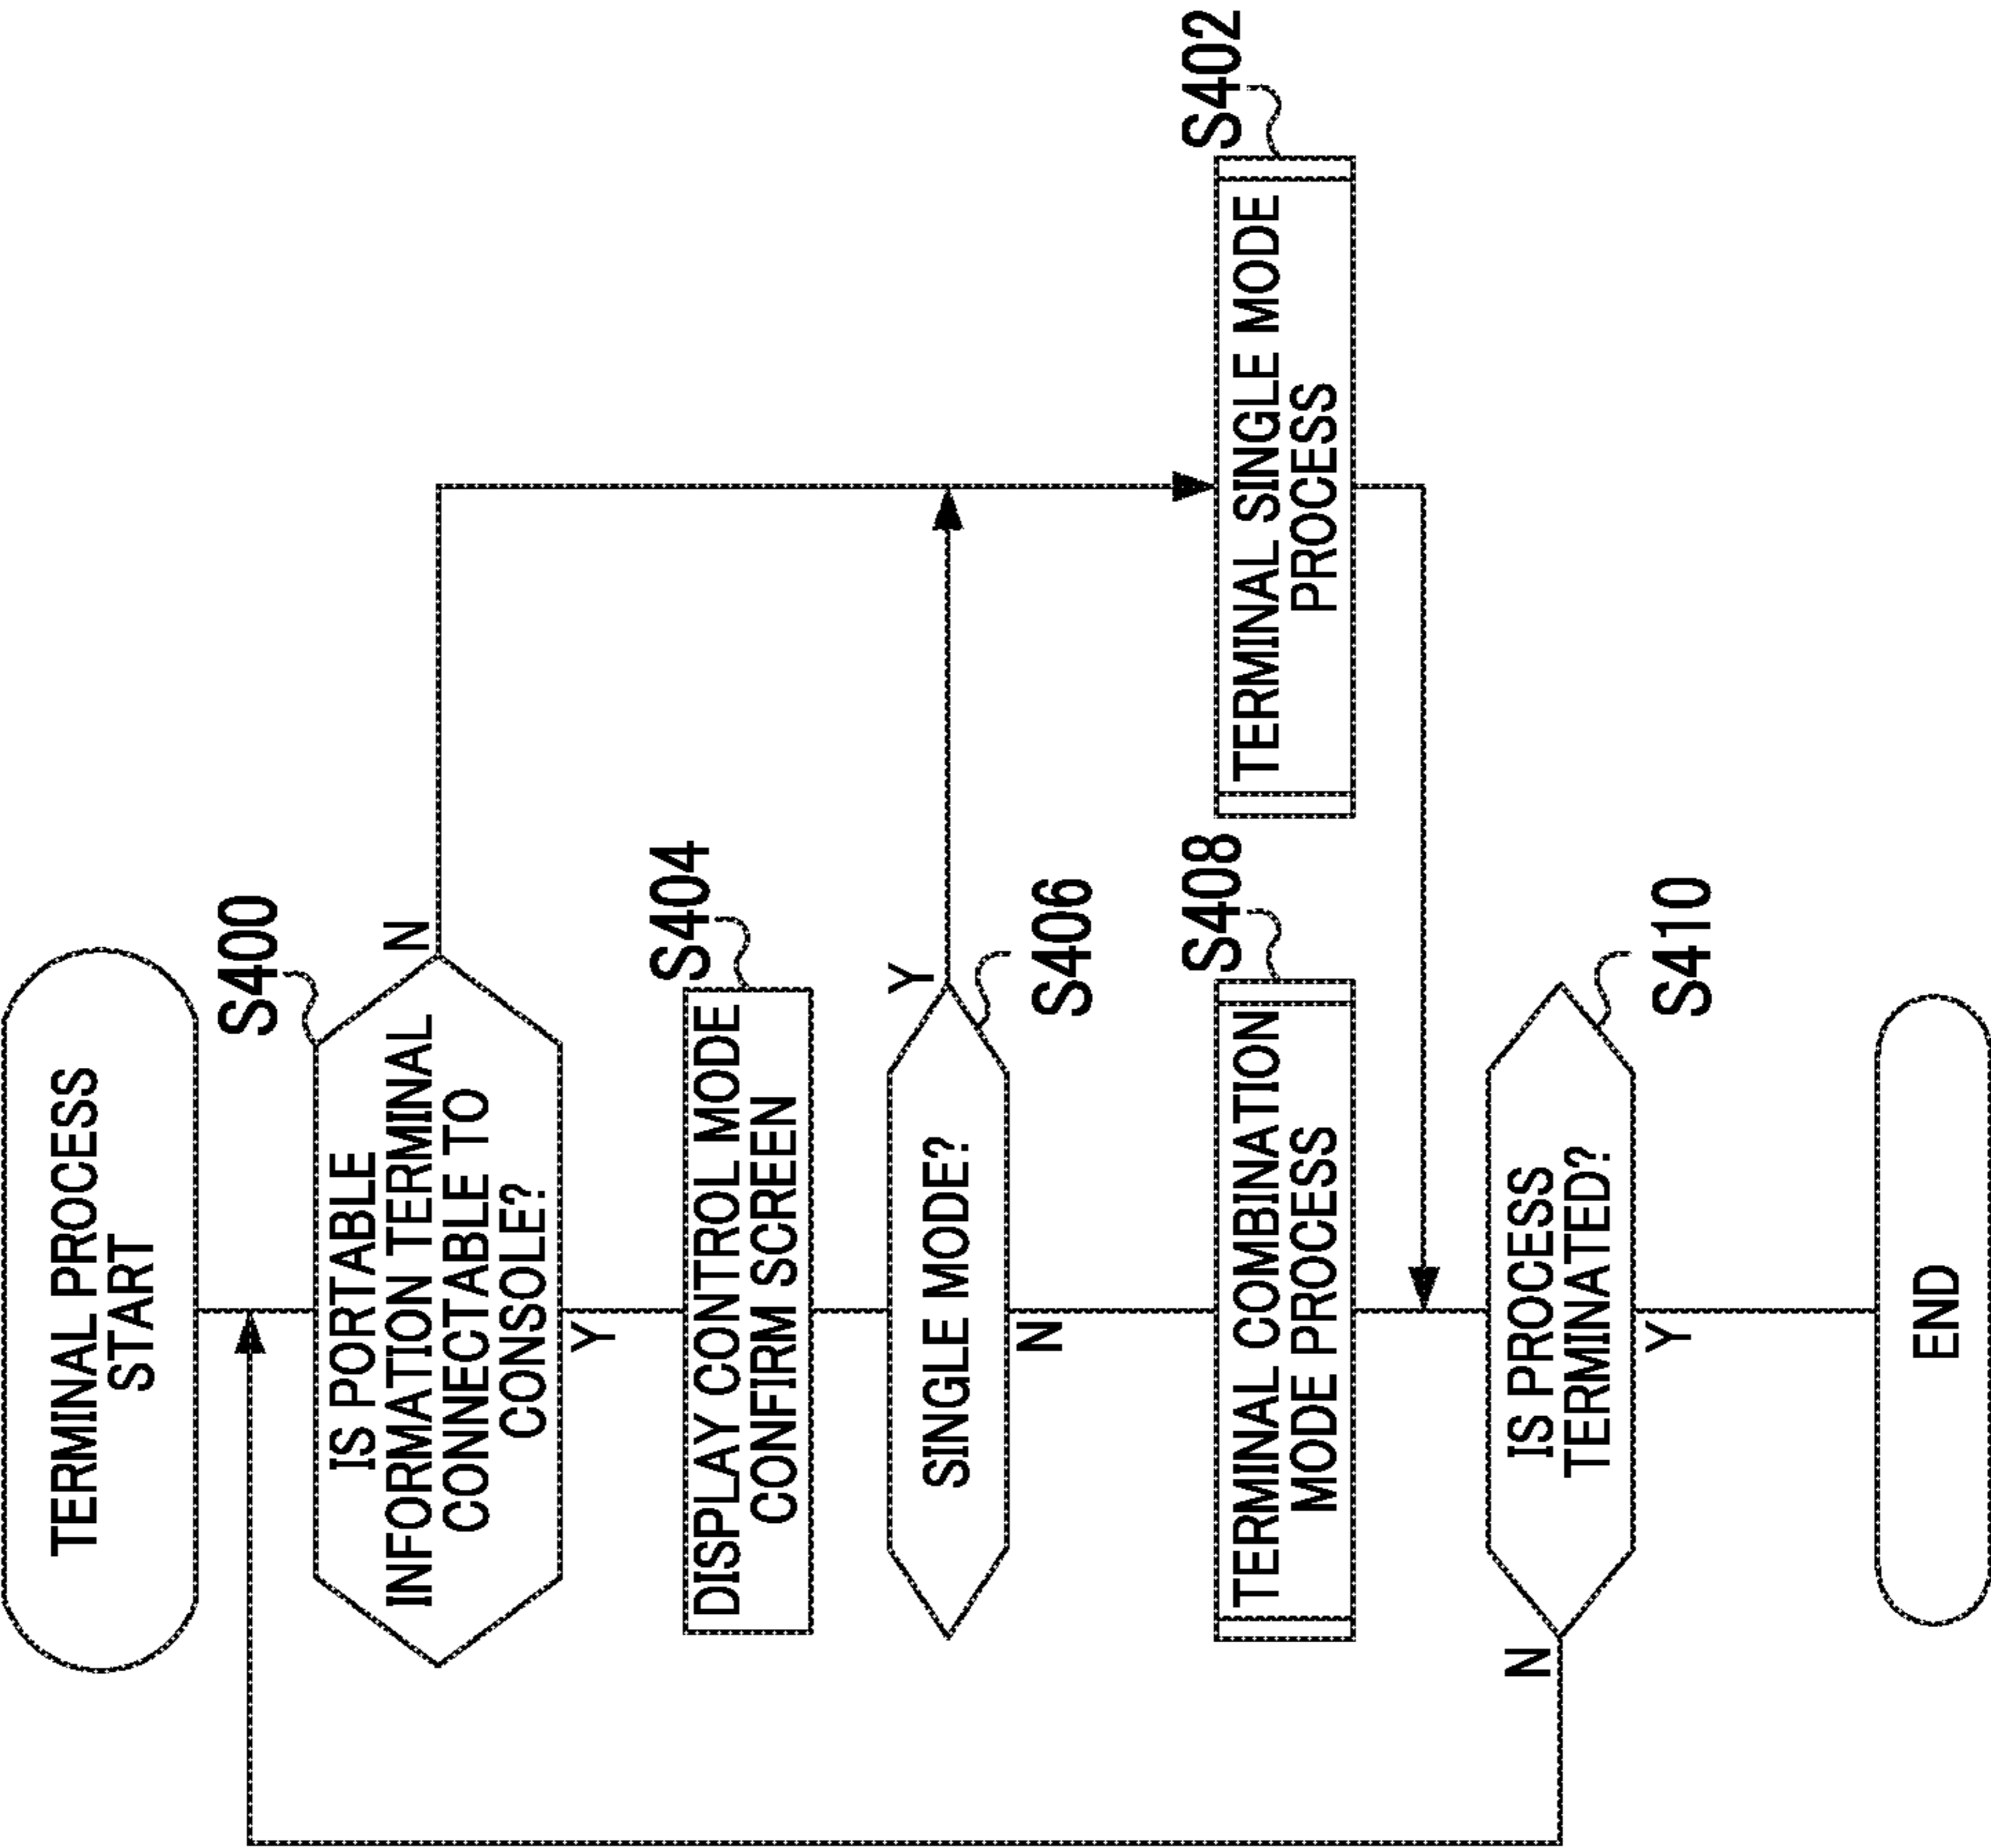 TERMINAL PROCESS
START
S400
IS PORTABLE
INFORMATION TERMINAL
CONNECTABLE TO
CONSOLE?
N
Y
S404
DISPLAY CONTROL MODE
CONFIRM SCREEN
SINGLE MODE?
Y
S406
N
S408
TERMINAL COMBINATION
MODE PROCESS
S402
TERMINAL SINGLE MODE
PROCESS
IS PROCESS
TERMINATED?
S410
N
Y
END